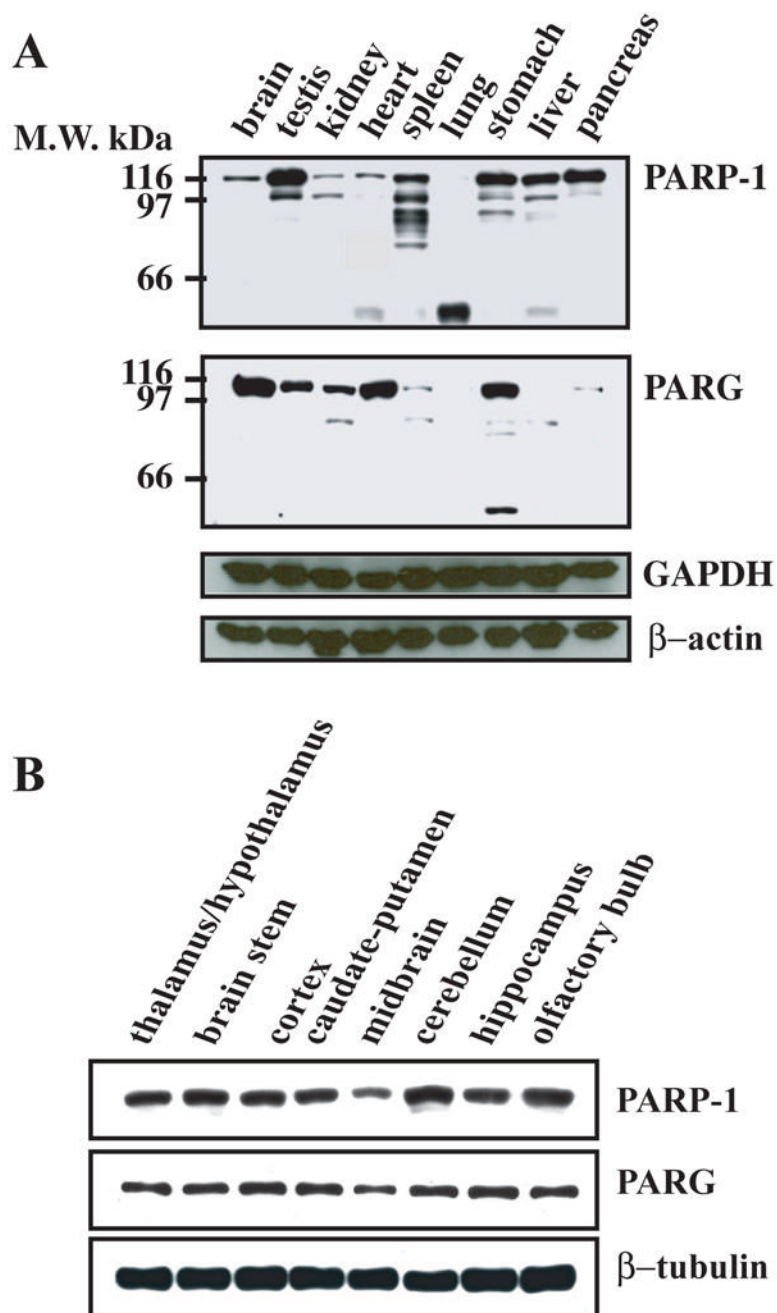 A
brain
testis
kidney
heart
spleen
lung
stomach
liver
pancreas
M.W. kDa
116
97
66
PARP-1
116
97
66
PARG
GAPDH
β–actin
B
thalamus/hypothalamus
brain stem
cortex
caudate-putamen
midbrain
cerebellum
hippocampus
olfactory bulb
PARP-1
PARG
β–tubulin